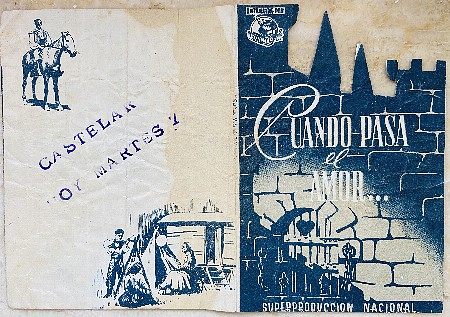 CASTELAR
HOY MARTES 7
CUANDO PASA
el
AMOR...
SUPERPRODUCCION NACIONAL